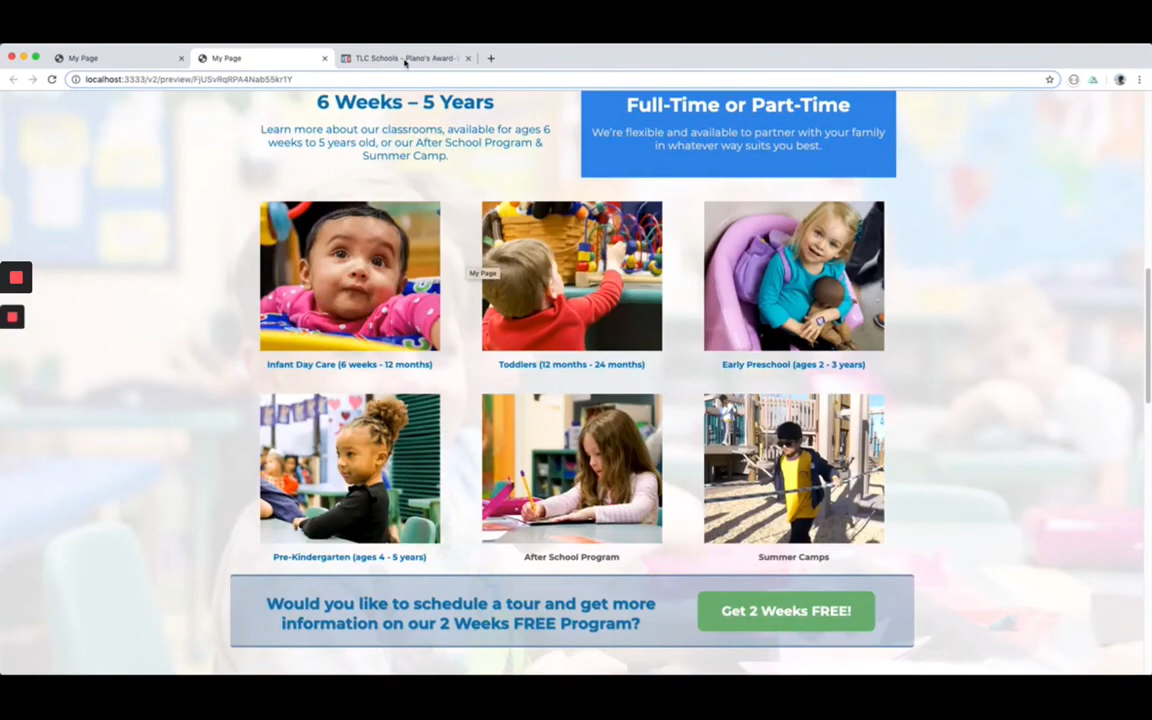 My Page
My Page
TLC Schools - Plano's Award-
localhost:3333/v2/preview/FjUSvRqRPA4Nab55kr1Y
6 Weeks – 5 Years
Learn more about our classrooms, available for ages 6
weeks to 5 years old, or our After School Program &
Summer Camp.
Full-Time or Part-Time
We're flexible and available to partner with your family
in whatever way suits you best.
My Page
Infant Day Care (6 weeks - 12 months)
Toddlers (12 months - 24 months)
Early Preschool (ages 2 - 3 years)
Pre-Kindergarten (ages 4 - 5 years)
After School Program
Summer Camps
Would you like to schedule a tour and get more
information on our 2 Weeks FREE Program?
Get 2 Weeks FREE!